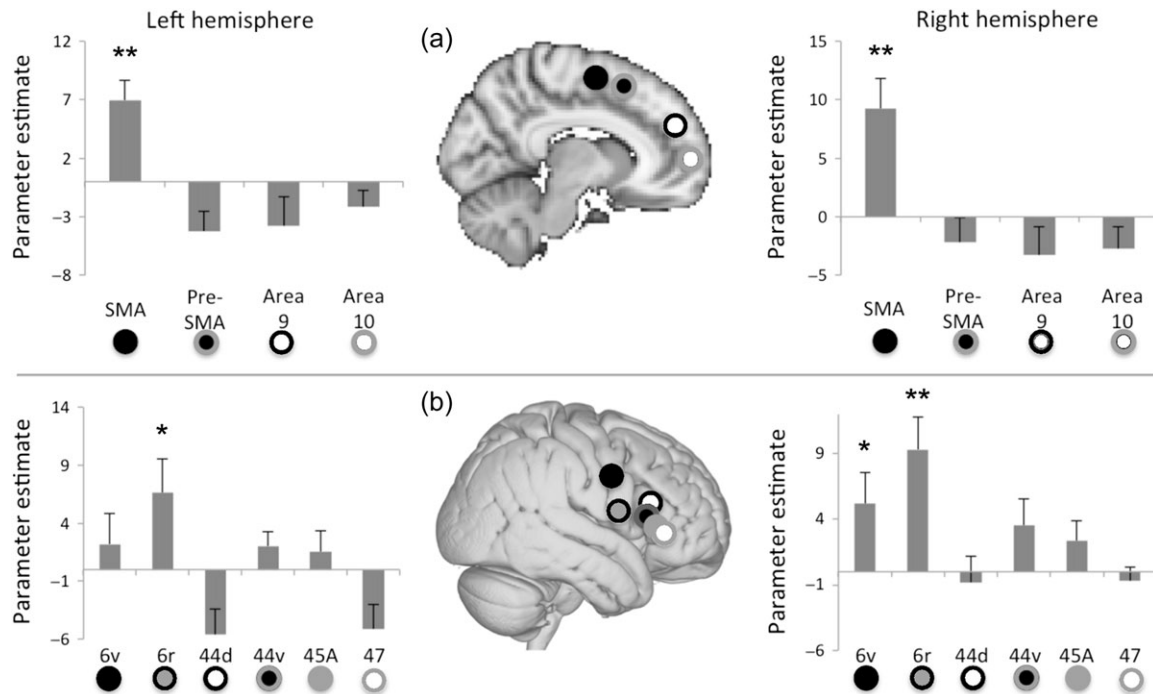 Left hemisphere
(a)
Right hemisphere
Parameter estimate
12
7
2
−3
−8
**
SMA
Pre-
SMA
Area
9
Area
10
Parameter estimate
15
10
5
0
−5
**
SMA
Pre-
SMA
Area
9
Area
10
(b)
Parameter estimate
14
9
4
−1
−6
*
6v 6r 44d 44v 45A 47
Parameter estimate
9
4
−1
−6
*
**
6v 6r 44d 44v 45A 47